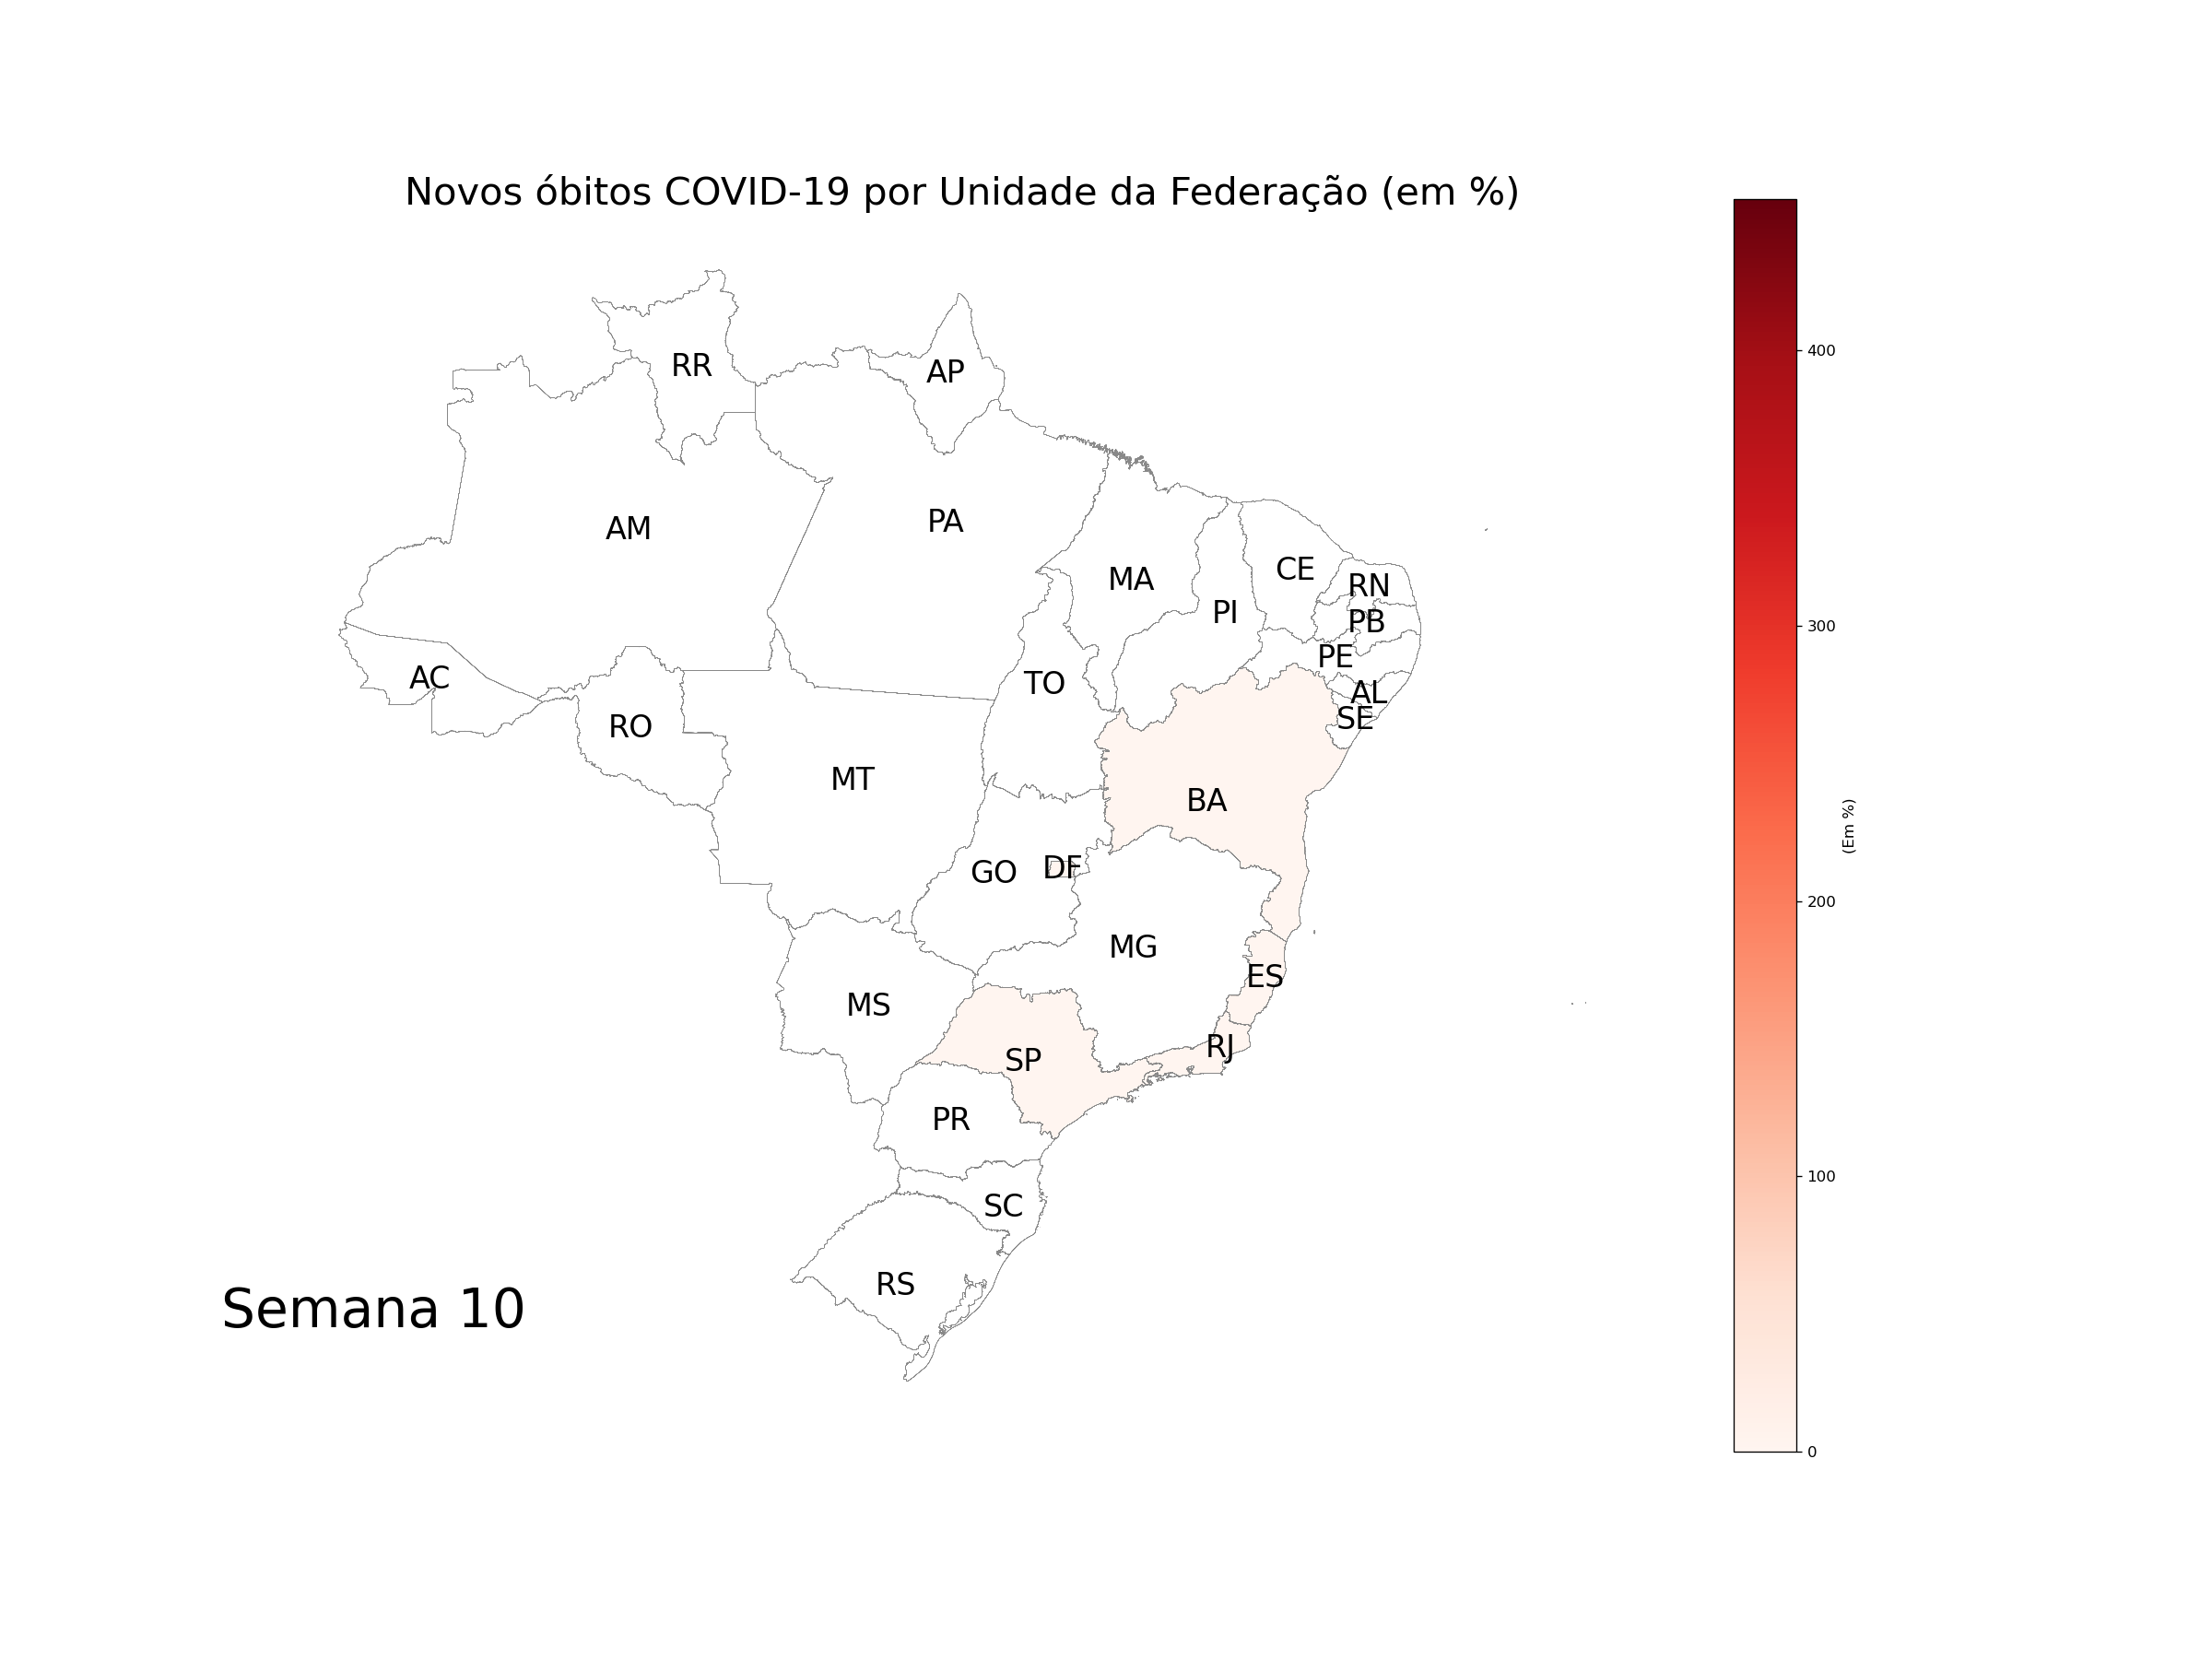 Novos óbitos COVID-19 por Unidade da Federação (em %)
RR
AP
AM
PA
MA
CE
RN
PI
PB
PE
AC
TO
AL
SE
RO
MT
BA
GO
DF
MG
ES
MS
RJ
SP
PR
SC
RS
Semana 10
400
300
200
100
0
(Em %)